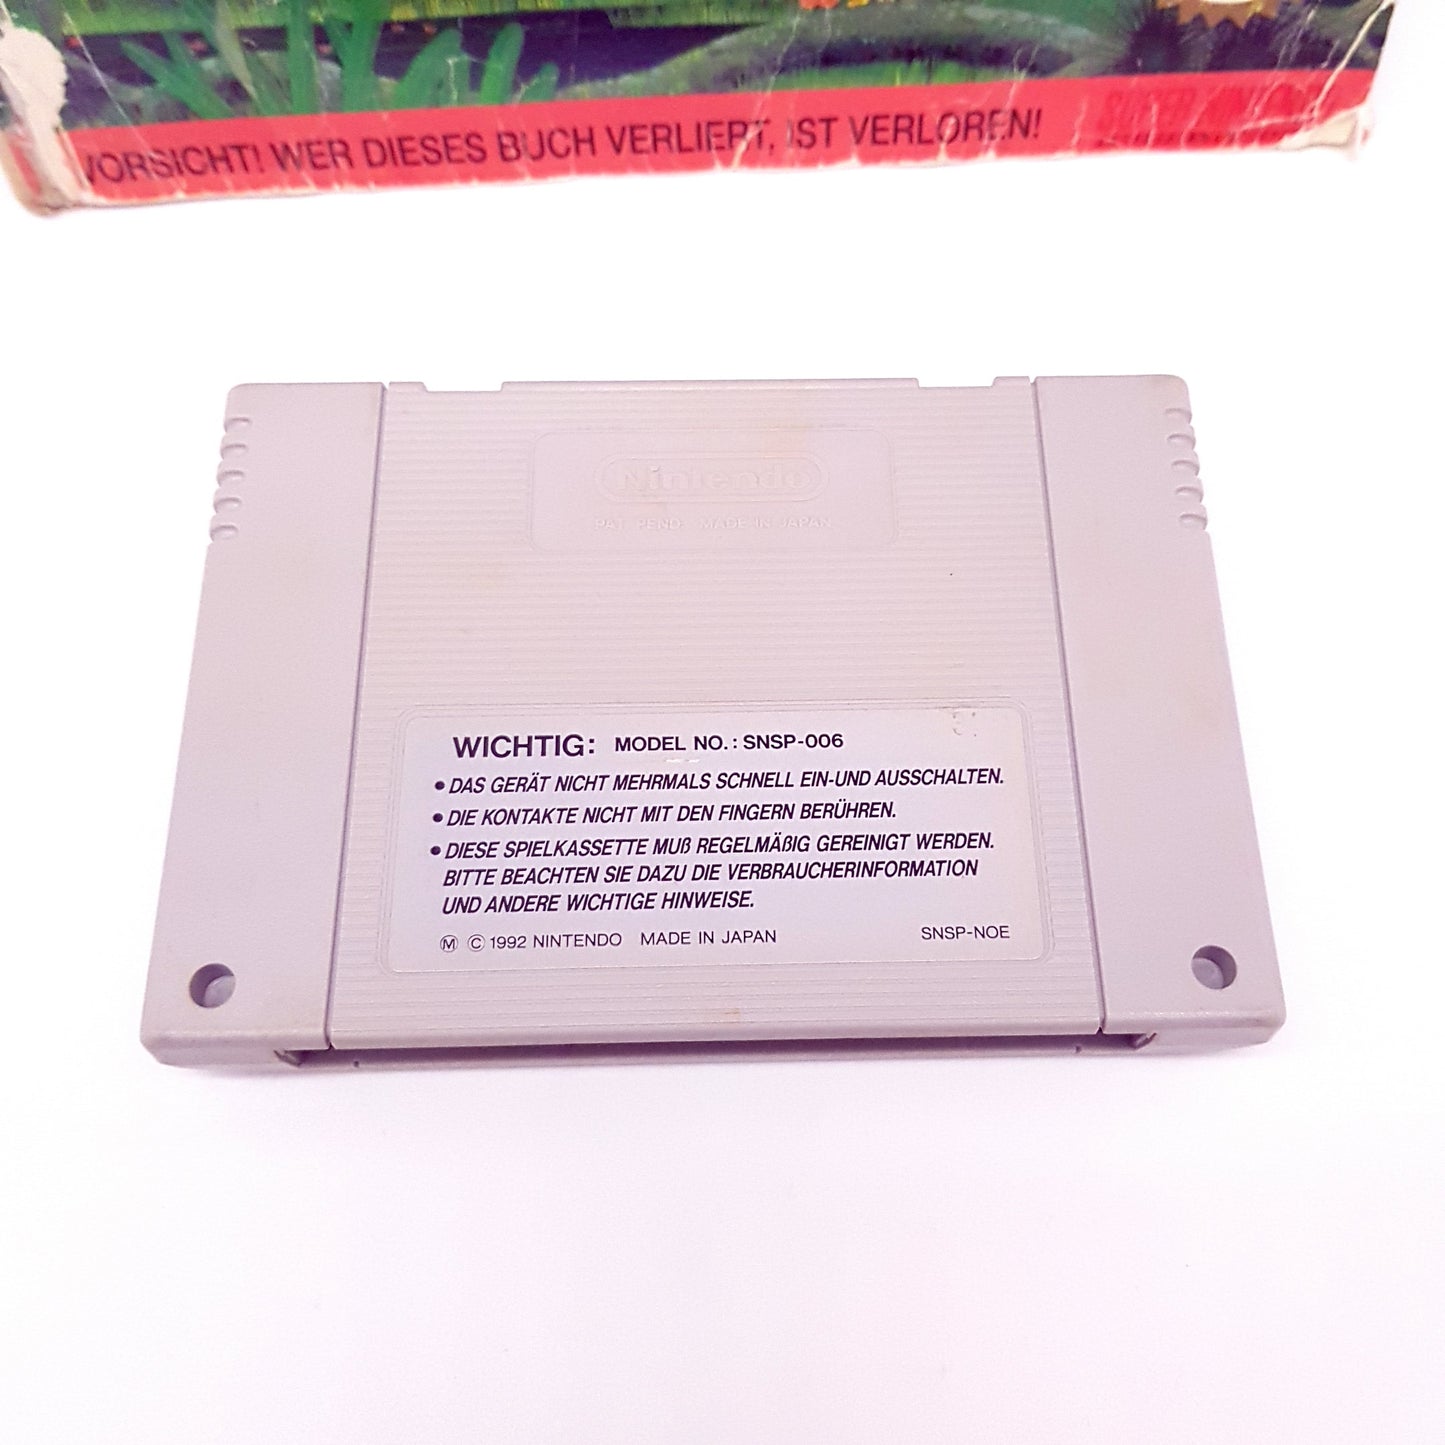 VORSICHT! WER DIESES BUCH VERLIERT, IST VERLOREN!
SUPER NINTENDO
Nintendo
PAT. PEND. MADE IN JAPAN
WICHTIG: MODEL NO.: SNSP-006
• DAS GERÄT NICHT MEHRMALS SCHNELL EIN-UND AUSSCHALTEN.
• DIE KONTAKTE NICHT MIT DEN FINGERN BERÜHREN.
• DIESE SPIELKASSETTE MUß REGELMÄßIG GEREINIGT WERDEN.
BITTE BEACHTEN SIE DAZU DIE VERBRAUCHERINFORMATION
UND ANDERE WICHTIGE HINWEISE.
Ⓜ © 1992 NINTENDO MADE IN JAPAN SNSP-NOE